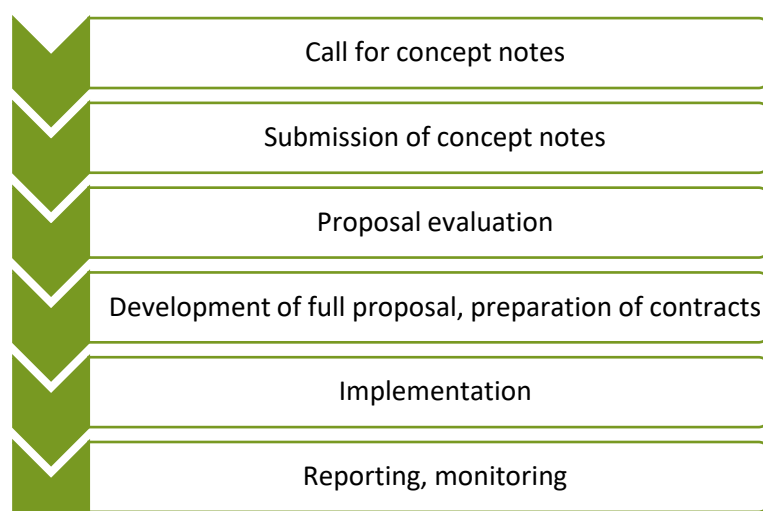 Call for concept notes
Submission of concept notes
Proposal evaluation
Development of full proposal, preparation of contracts
Implementation
Reporting, monitoring